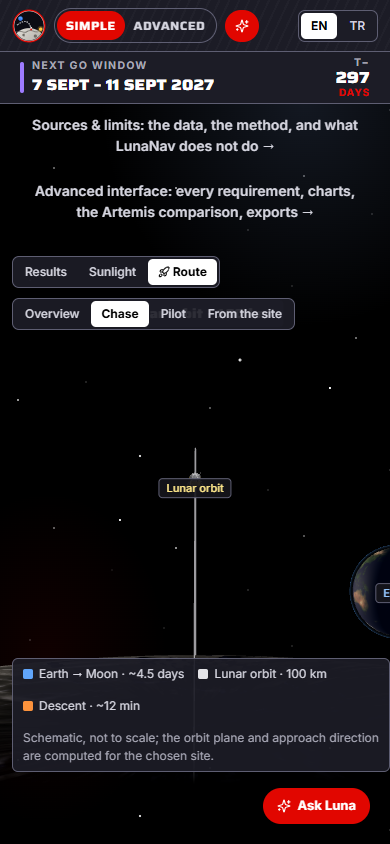 SIMPLE ADVANCED
EN TR
NEXT GO WINDOW
7 SEPT – 11 SEPT 2027
T−
297
DAYS
Sources & limits: the data, the method, and what
LunaNav does not do →
Advanced interface: every requirement, charts,
the Artemis comparison, exports →
Results Sunlight Route
Overview Chase Pilot From the site
Lunar orbit
E
Earth → Moon · ~4.5 days Lunar orbit · 100 km
Descent · ~12 min
Schematic, not to scale; the orbit plane and approach direction
are computed for the chosen site.
Ask Luna